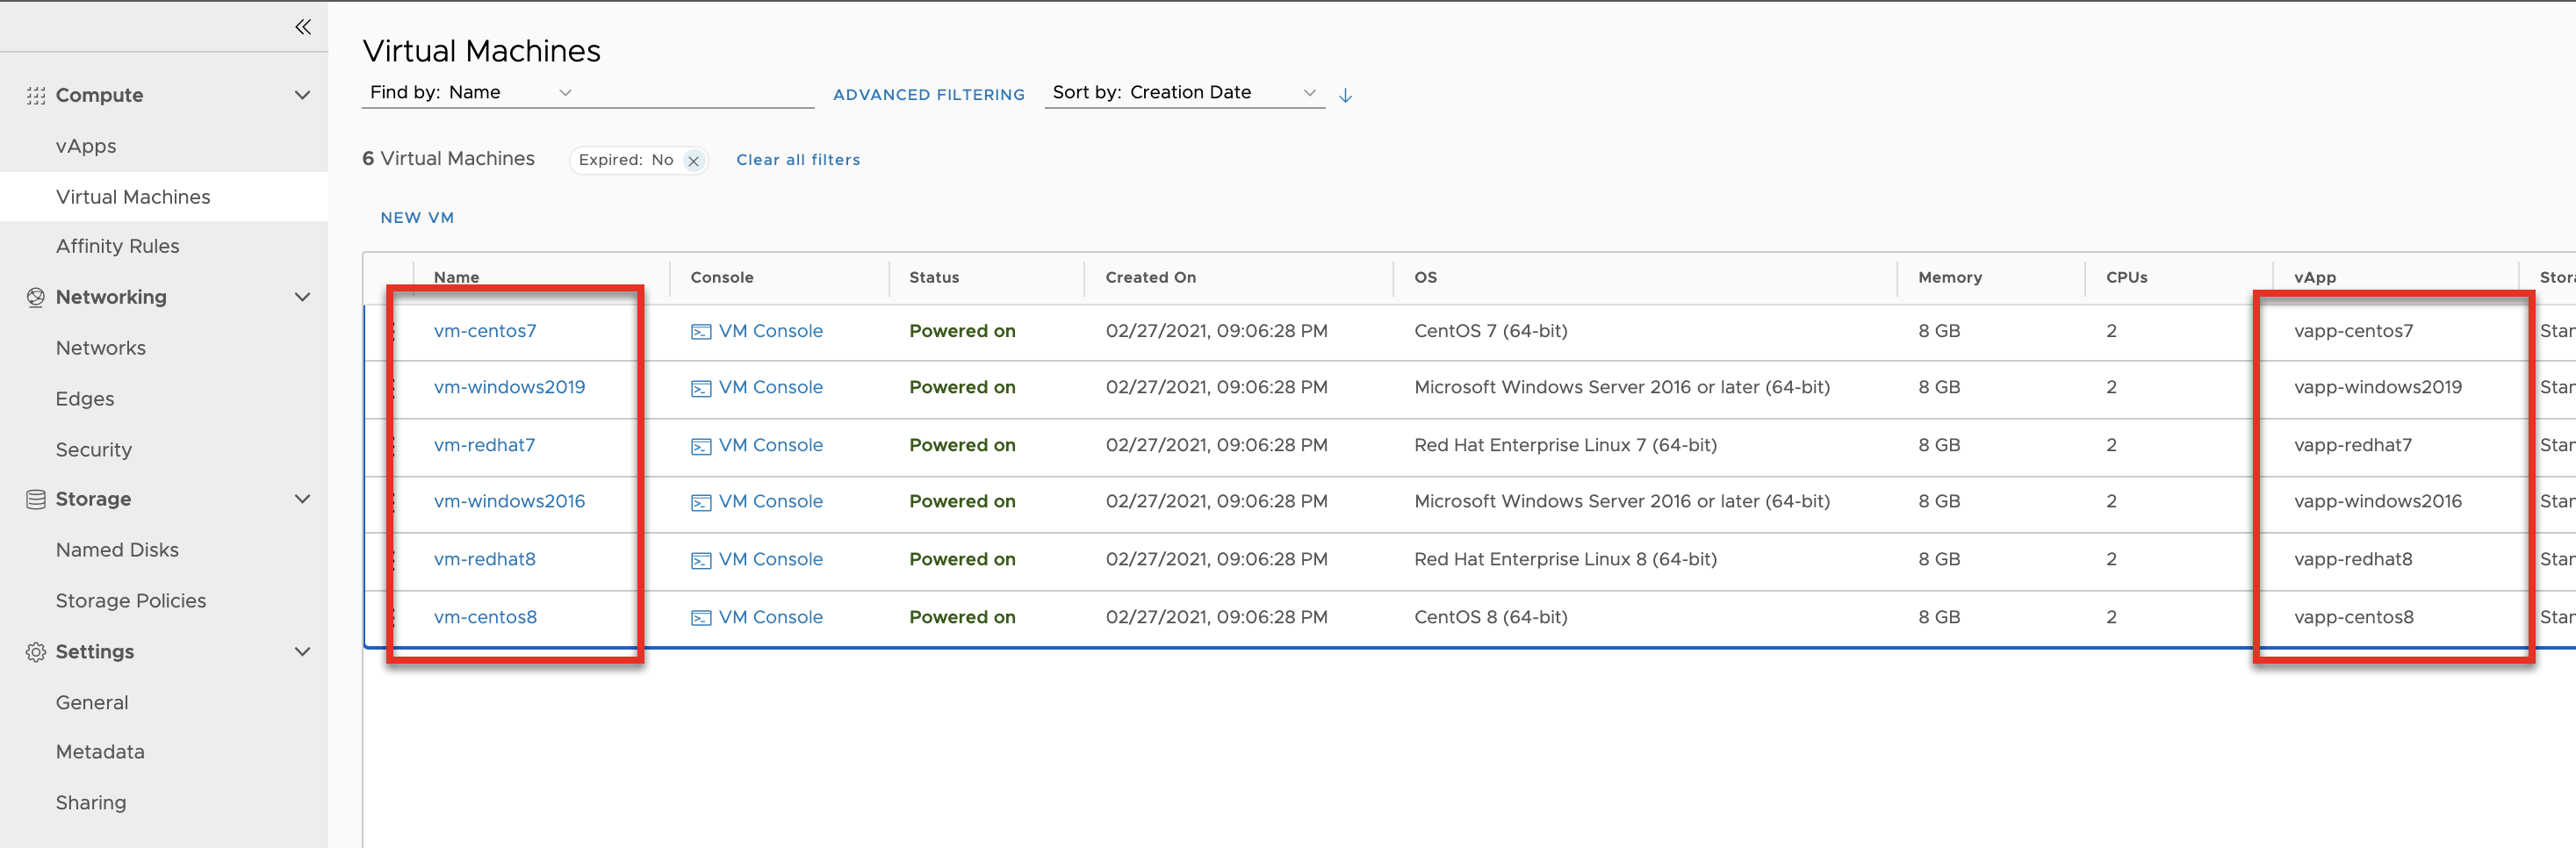 Compute
vApps
Virtual Machines
Affinity Rules
Networking
Networks
Edges
Security
Storage
Named Disks
Storage Policies
Settings
General
Metadata
Sharing
Virtual Machines
Find by: Name ADVANCED FILTERING Sort by: Creation Date
6 Virtual Machines Expired: No Clear all filters
NEW VM
Name Console Status Created On OS Memory CPUs vApp
vm-centos7 VM Console Powered on 02/27/2021, 09:06:28 PM CentOS 7 (64-bit) 8 GB 2 vapp-centos7
vm-windows2019 VM Console Powered on 02/27/2021, 09:06:28 PM Microsoft Windows Server 2016 or later (64-bit) 8 GB 2 vapp-windows2019
vm-redhat7 VM Console Powered on 02/27/2021, 09:06:28 PM Red Hat Enterprise Linux 7 (64-bit) 8 GB 2 vapp-redhat7
vm-windows2016 VM Console Powered on 02/27/2021, 09:06:28 PM Microsoft Windows Server 2016 or later (64-bit) 8 GB 2 vapp-windows2016
vm-redhat8 VM Console Powered on 02/27/2021, 09:06:28 PM Red Hat Enterprise Linux 8 (64-bit) 8 GB 2 vapp-redhat8
vm-centos8 VM Console Powered on 02/27/2021, 09:06:28 PM CentOS 8 (64-bit) 8 GB 2 vapp-centos8